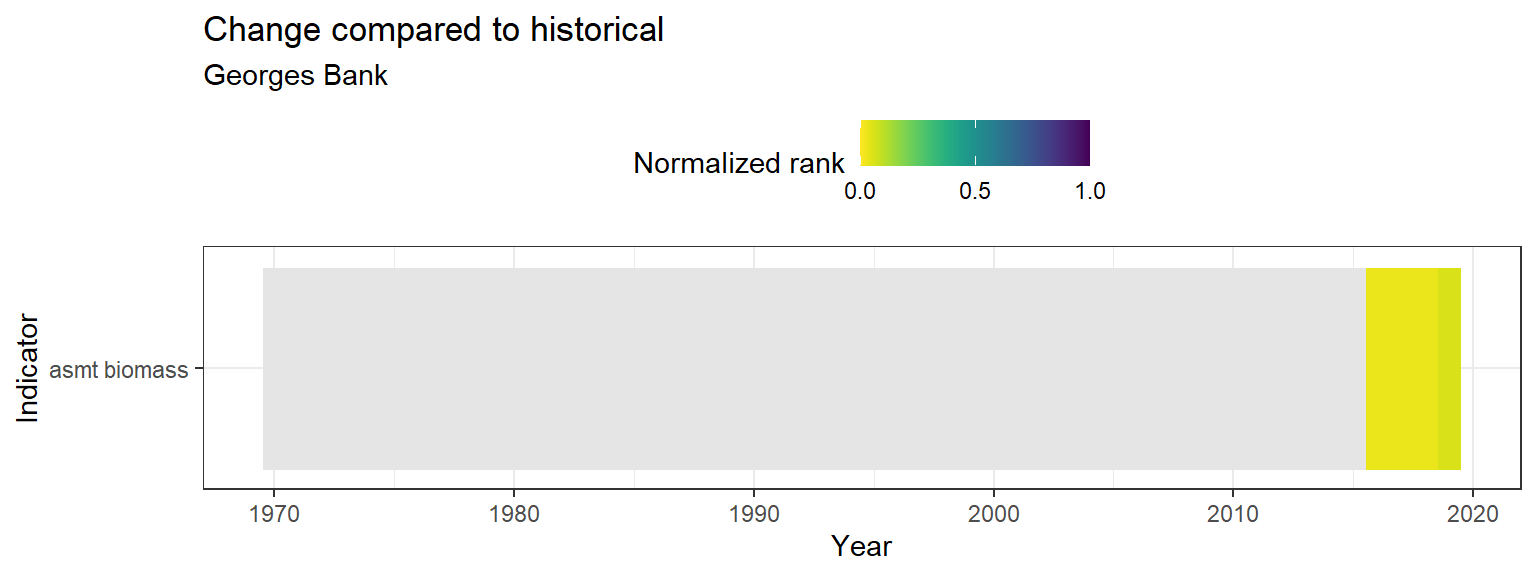 Change compared to historical
Georges Bank
Normalized rank
0.0 0.5 1.0
Indicator
asmt biomass
1970 1980 1990 2000 2010 2020
Year